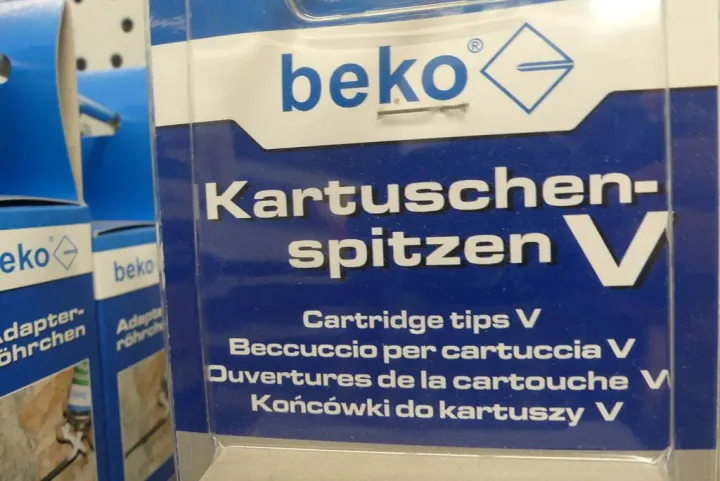 beko®
Kartuschen-
spitzen V
Cartridge tips V
Beccuccio per cartuccia V
Ouvertures de la cartouche V
Końcówki do kartuszy V
beko
Adapter-
röhrchen
beko
Adapter-
röhrchen